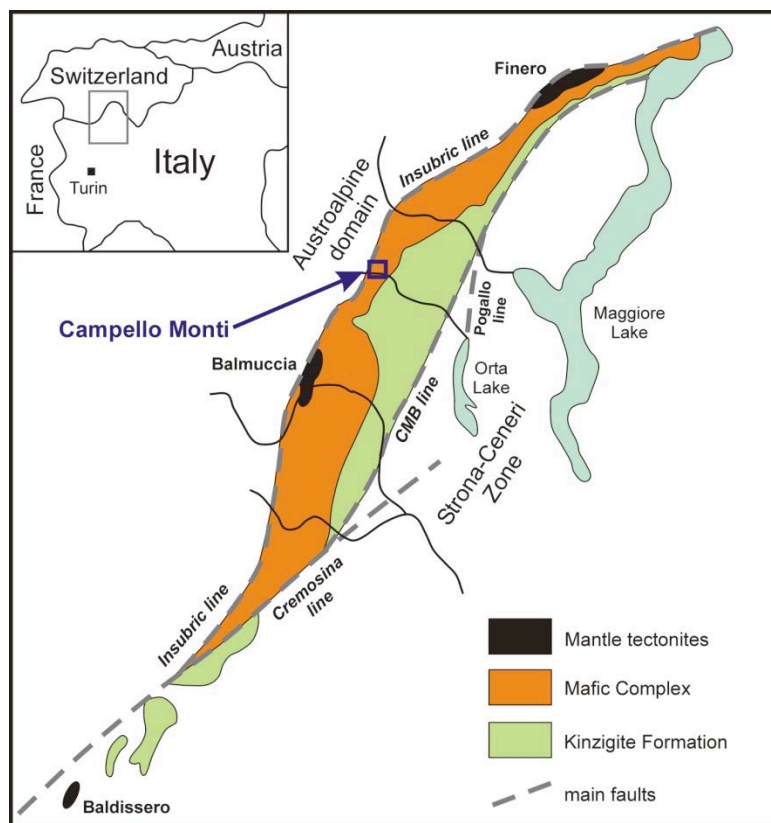 Austria
Switzerland
France
Italy
Turin
Finero
Insubric line
Austroalpine
domain
Campello Monti
Pogallo
line
Maggiore
Lake
Balmuccia
Orta
Lake
CMB line
Strona-Ceneri
Zone
Cremosina
line
Insubric line
Mantle tectonites
Mafic Complex
Kinzigite Formation
main faults
Baldissero